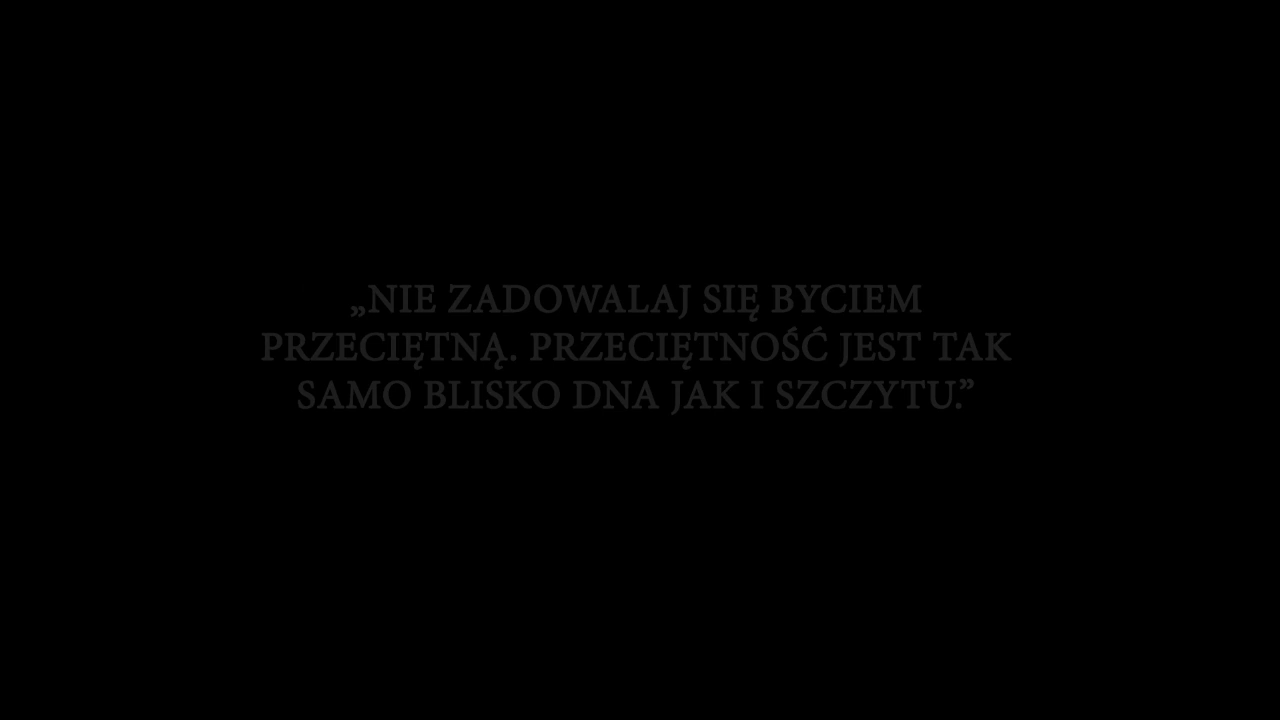 „NIE ZADOWALAJ SIĘ BYCIEM
PRZECIĘTNĄ. PRZECIĘTNOŚĆ JEST TAK
SAMO BLISKO DNA JAK I SZCZYTU.”